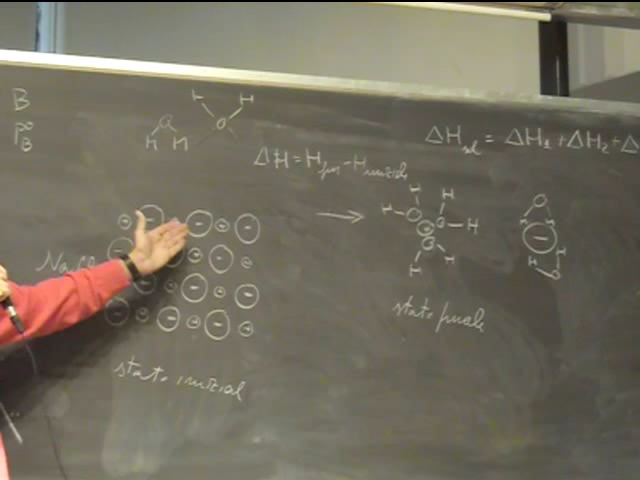 B
P°B
H H
O O
H H
ΔHsol = ΔH1 + ΔH2 + Δ
ΔH = Hfin - Hiniziale
NaCl
H H
H O O H
O
H H
O
H H
H
O
stato finale
stato iniziale